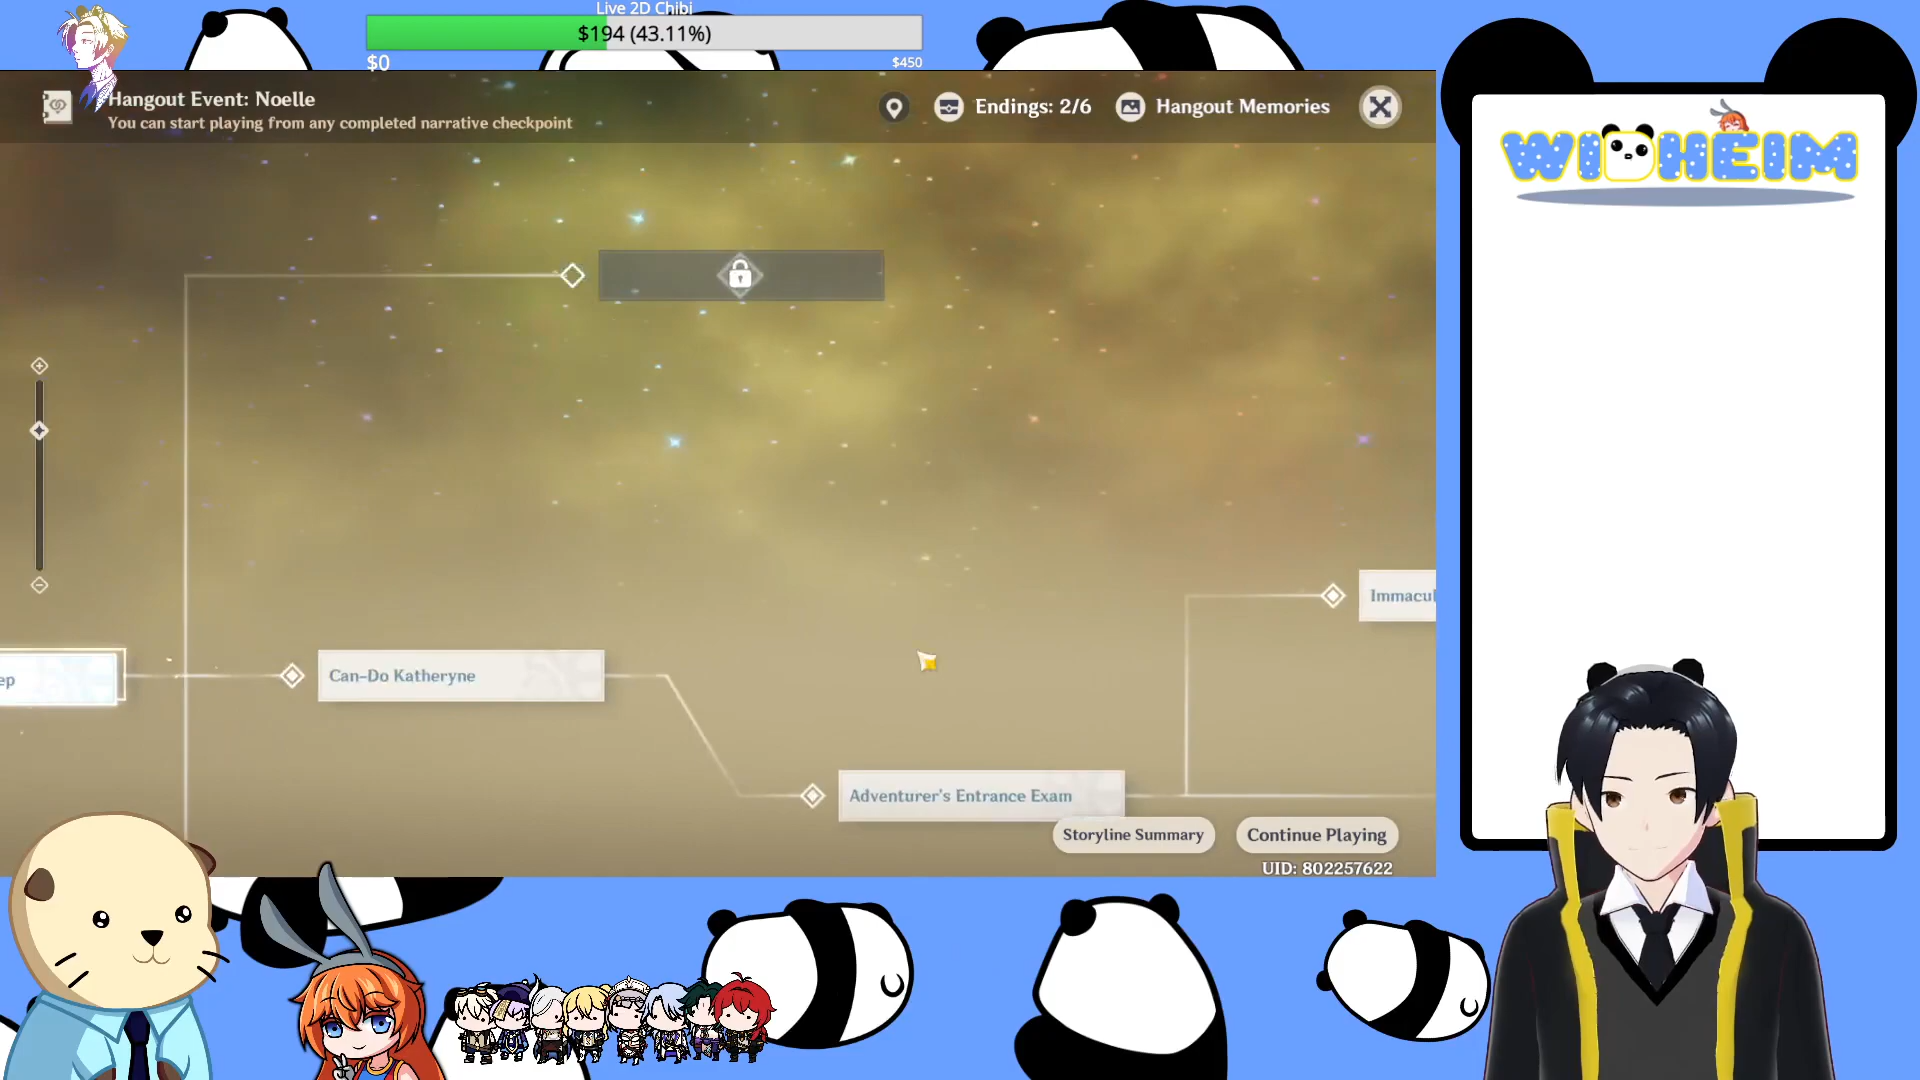 Live 2D Chibi
$194 (43.11%)
$0
$450
Hangout Event: Noelle
You can start playing from any completed narrative checkpoint
Endings: 2/6
Hangout Memories
WIDHEIM
Immacul
ep
Can-Do Katheryne
Adventurer's Entrance Exam
Storyline Summary
Continue Playing
UID: 802257622